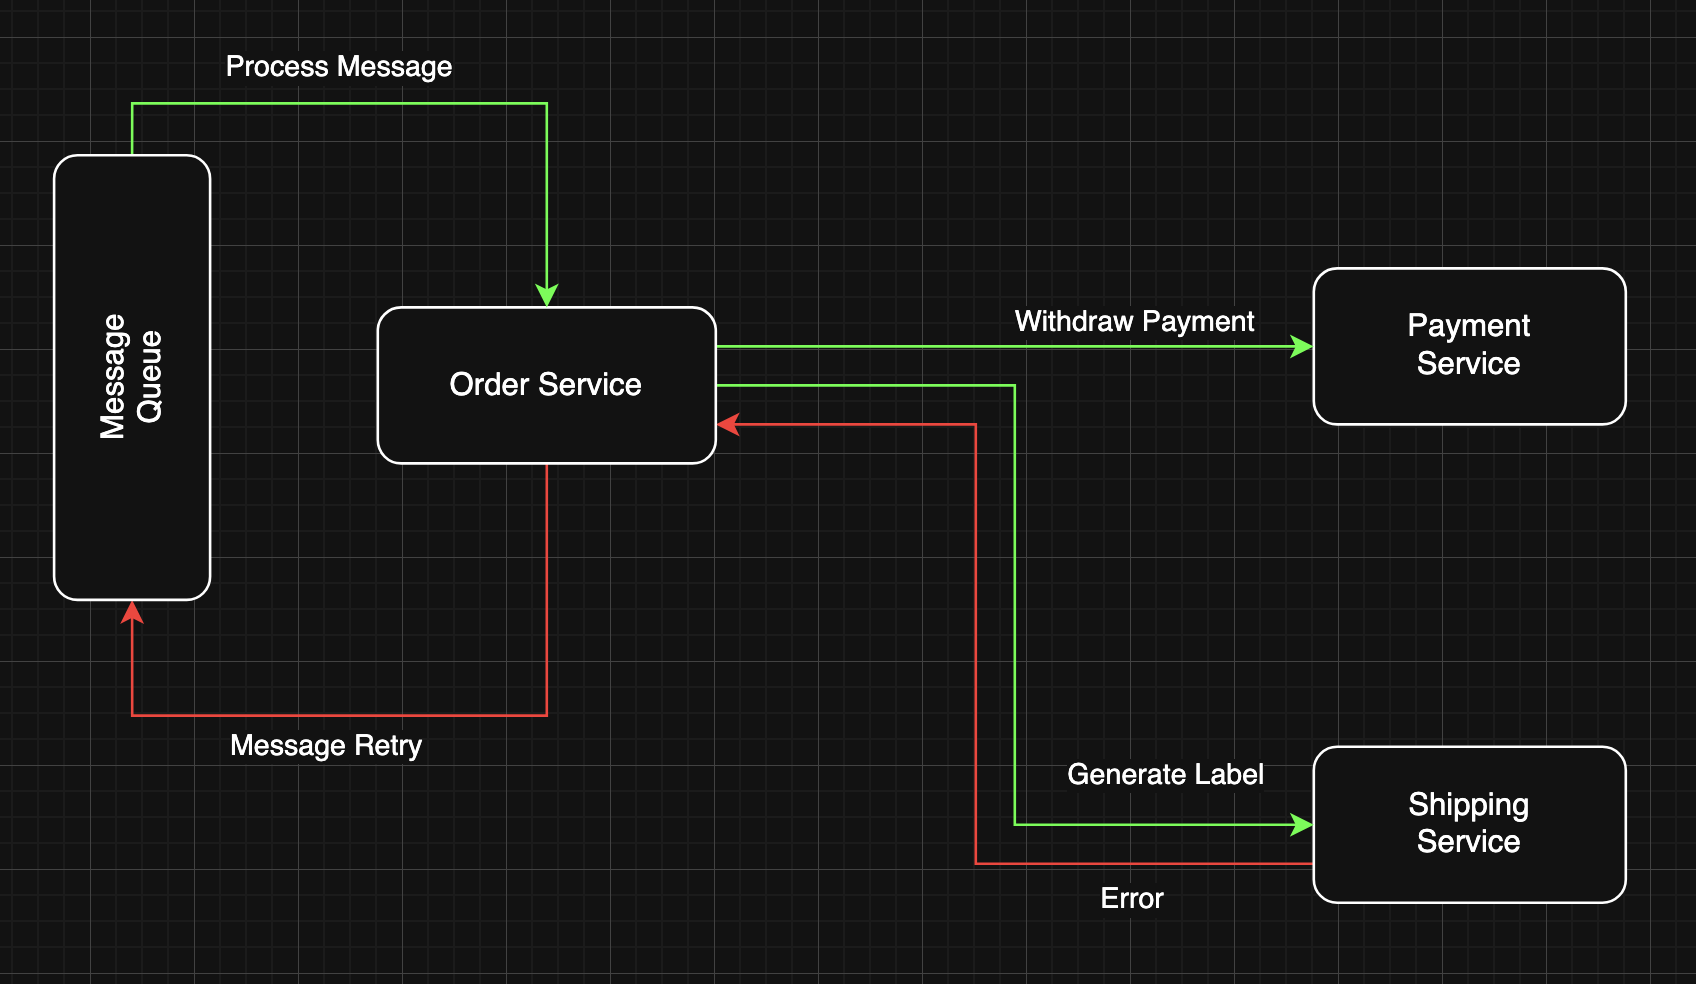 Process Message
Message
Queue
Order Service
Withdraw Payment
Payment
Service
Message Retry
Generate Label
Shipping
Service
Error